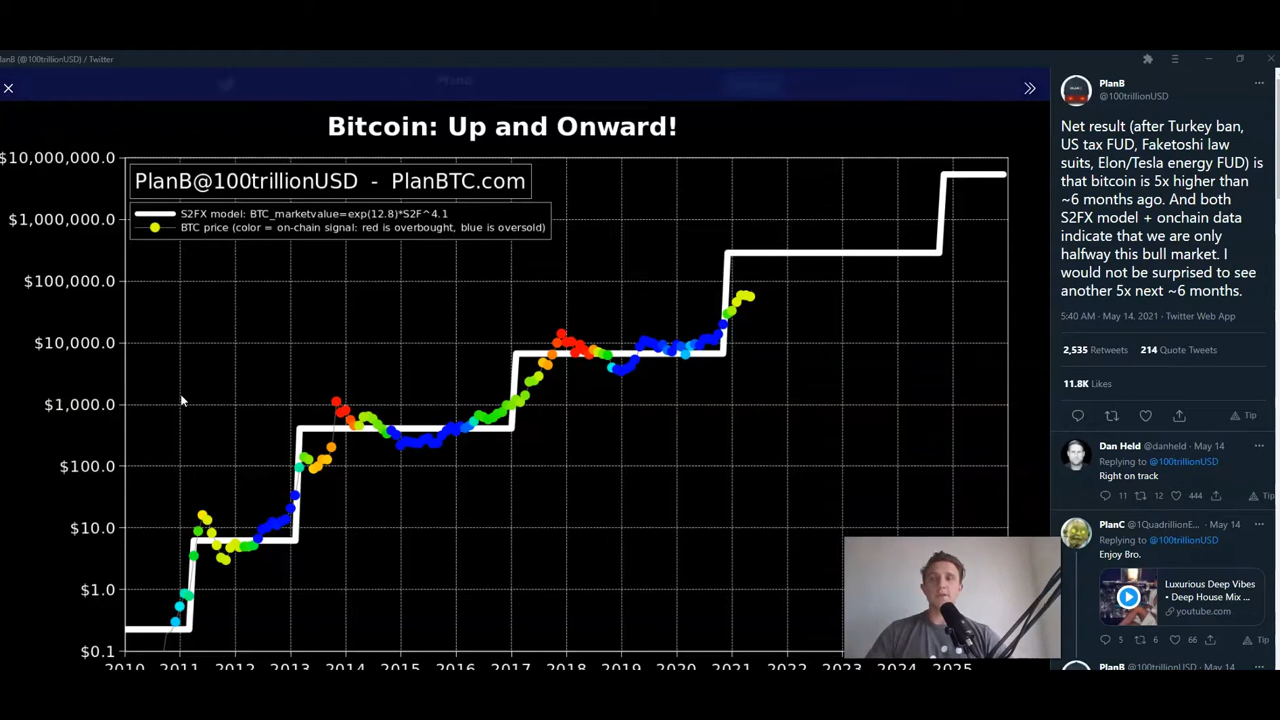 PlanB (@100trillionUSD) / Twitter
Bitcoin: Up and Onward!
PlanB@100trillionUSD - PlanBTC.com
S2FX model: BTC_marketvalue=exp(12.8)*S2F^4.1
BTC price (color = on-chain signal: red is overbought, blue is oversold)
$10,000,000.0
$1,000,000.0
$100,000.0
$10,000.0
$1,000.0
$100.0
$10.0
$1.0
$0.1
2010 2011 2012 2013 2014 2015 2016 2017 2018 2019 2020 2021 2022 2023 2024 2025
PlanB
@100trillionUSD
Net result (after Turkey ban,
US tax FUD, Faketoshi law
suits, Elon/Tesla energy FUD) is
that bitcoin is 5x higher than
~6 months ago. And both
S2FX model + onchain data
indicate that we are only
halfway this bull market. I
would not be surprised to see
another 5x next ~6 months.
5:40 AM · May 14, 2021 · Twitter Web App
2,535 Retweets 214 Quote Tweets
11.8K Likes
Tip
Dan Held @danheld · May 14
Replying to @100trillionUSD
Right on track
11 12 444 Tip
PlanC @1Quadrillion E... · May 14
Replying to @100trillionUSD
Enjoy Bro.
Luxurious Deep Vibes
• Deep House Mix ...
youtube.com
5 6 66 Tip
PlanB @100trillionUSD · May 14